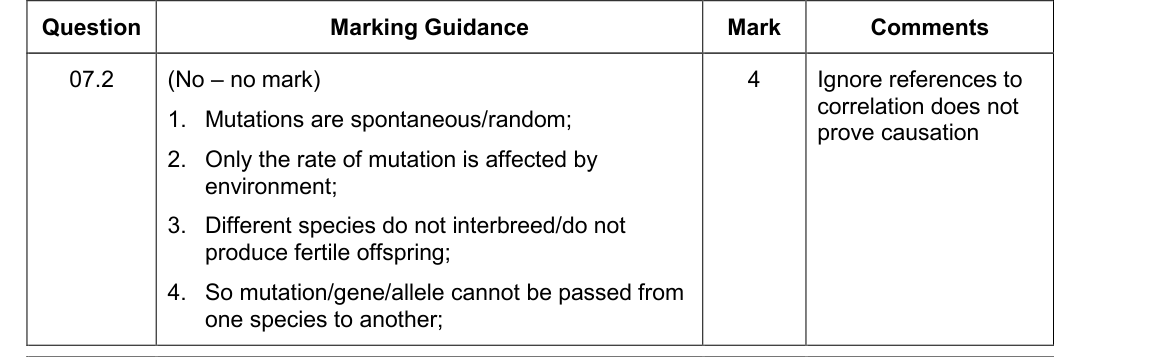 Question Marking Guidance Mark Comments
07.2 (No – no mark) 4 Ignore references to
correlation does not
prove causation
1. Mutations are spontaneous/random;
2. Only the rate of mutation is affected by
environment;
3. Different species do not interbreed/do not
produce fertile offspring;
4. So mutation/gene/allele cannot be passed from
one species to another;